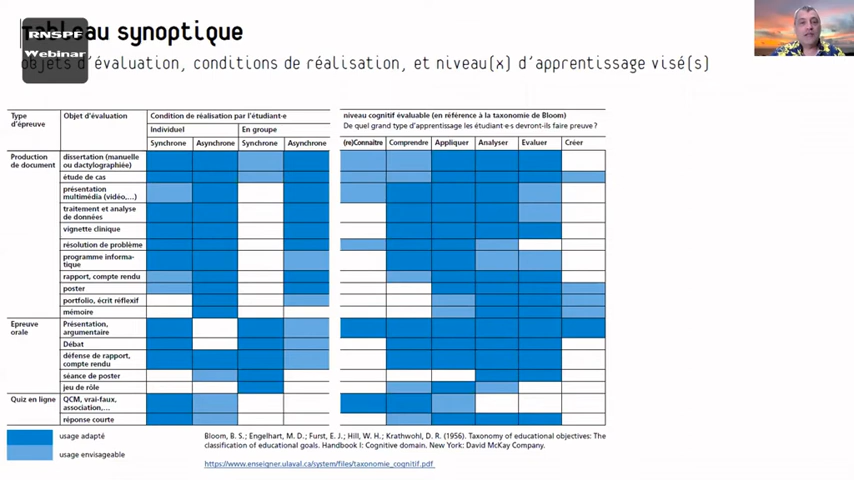 Tableau synoptique
RNSPF
Webinar
objets d'évaluation, conditions de réalisation, et niveau(x) d'apprentissage visé(s)
Type d'épreuve
Objet d'évaluation
Condition de réalisation par l'étudiant·e
Individuel
En groupe
Synchrone
Asynchrone
Synchrone
Asynchrone
niveau cognitif évaluable (en référence à la taxonomie de Bloom)
De quel grand type d'apprentissage les étudiant·e·s devront-ils faire preuve ?
(re)Connaitre
Comprendre
Appliquer
Analyser
Evaluer
Créer
Production de document
dissertation (manuelle
ou dactylographiée)
étude de cas
présentation
multimédia (vidéo,...)
traitement et analyse
de données
vignette clinique
résolution de problème
programme informa-
tique
rapport, compte rendu
poster
portfolio, écrit réflexif
mémoire
Epreuve orale
Présentation,
argumentaire
Débat
défense de rapport,
compte rendu
séance de poster
jeu de rôle
Quiz en ligne
QCM, vrai-faux,
association,...
réponse courte
usage adapté
usage envisageable
Bloom, B. S.; Engelhart, M. D.; Furst, E. J.; Hill, W. H.; Krathwohl, D. R. (1956). Taxonomy of educational objectives: The
classification of educational goals. Handbook I: Cognitive domain. New York: David McKay Company.
https://www.enseigner.ulaval.ca/system/files/taxonomie_cognitif.pdf